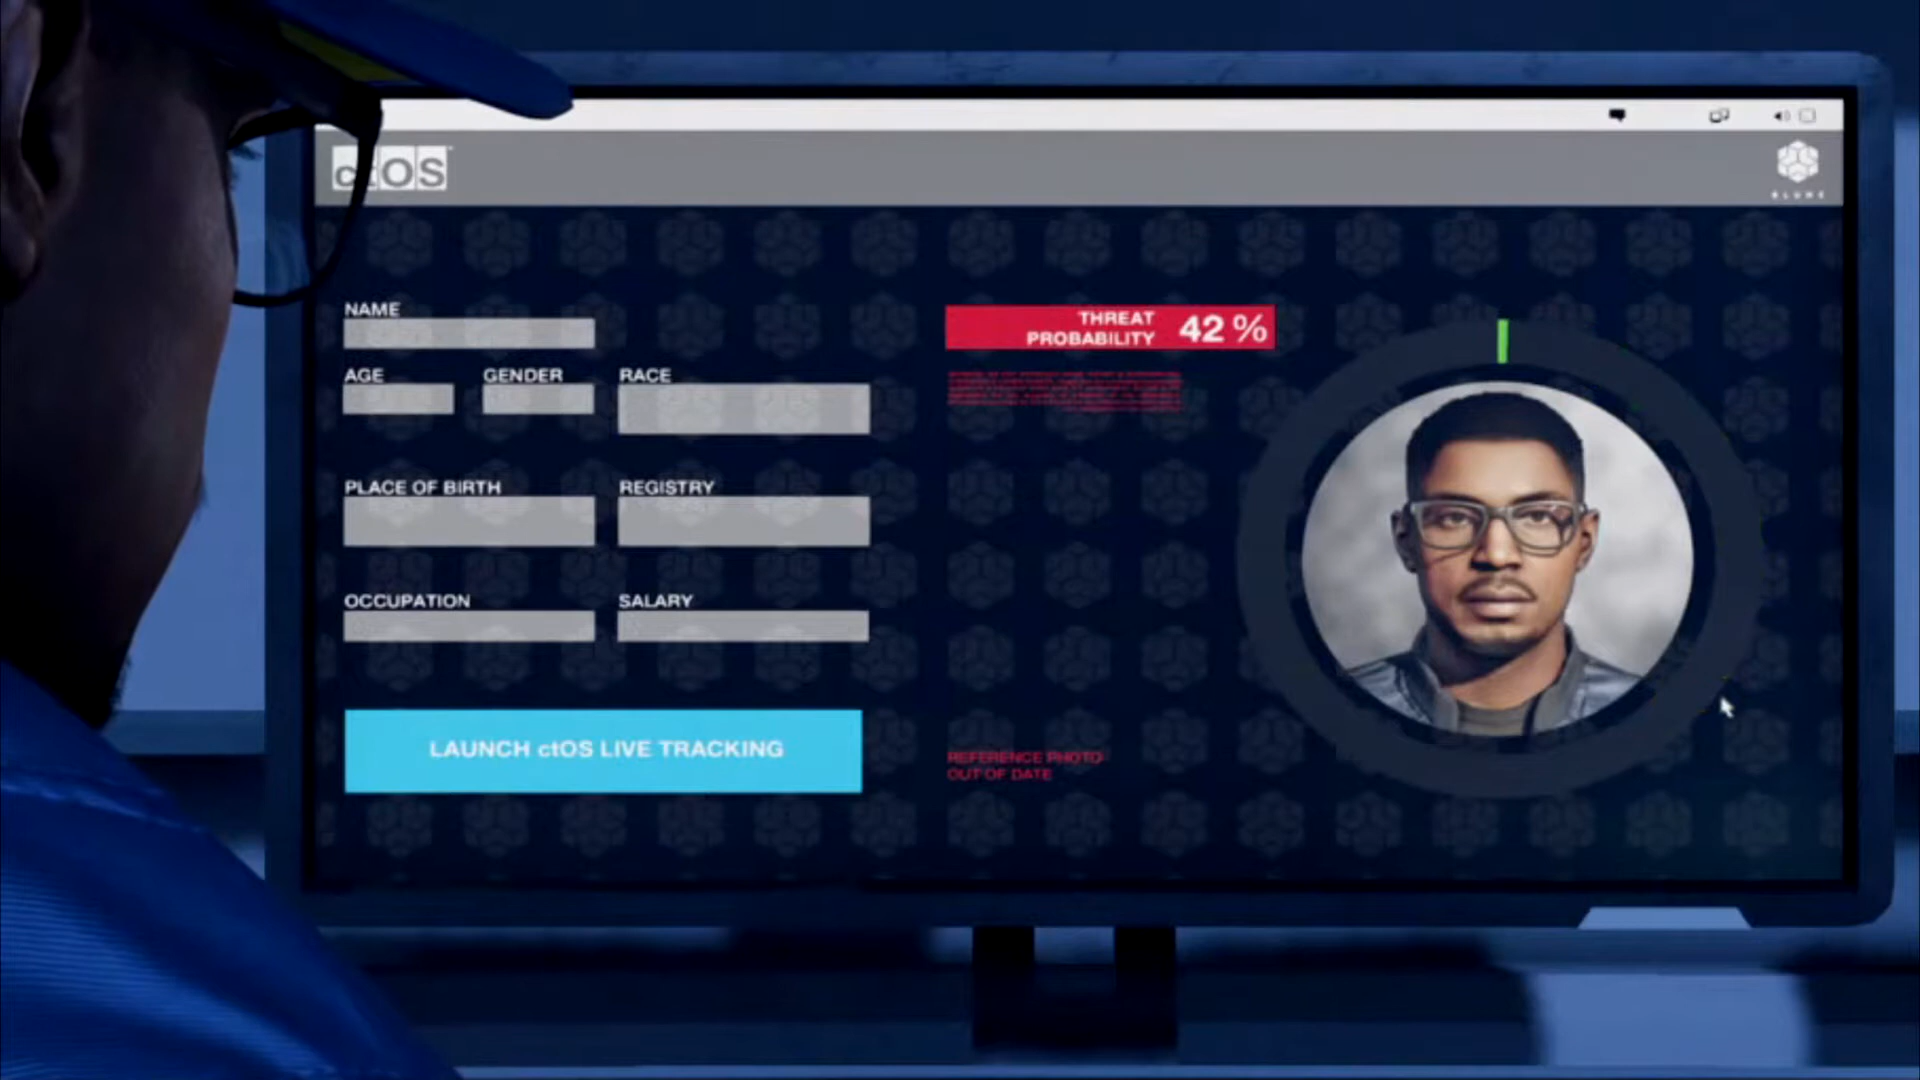 ctOS
BLUME
NAME
AGE
GENDER
RACE
THREAT
PROBABILITY
42 %
PLACE OF BIRTH
REGISTRY
OCCUPATION
SALARY
LAUNCH ctOS LIVE TRACKING
REFERENCE PHOTO
OUT OF DATE